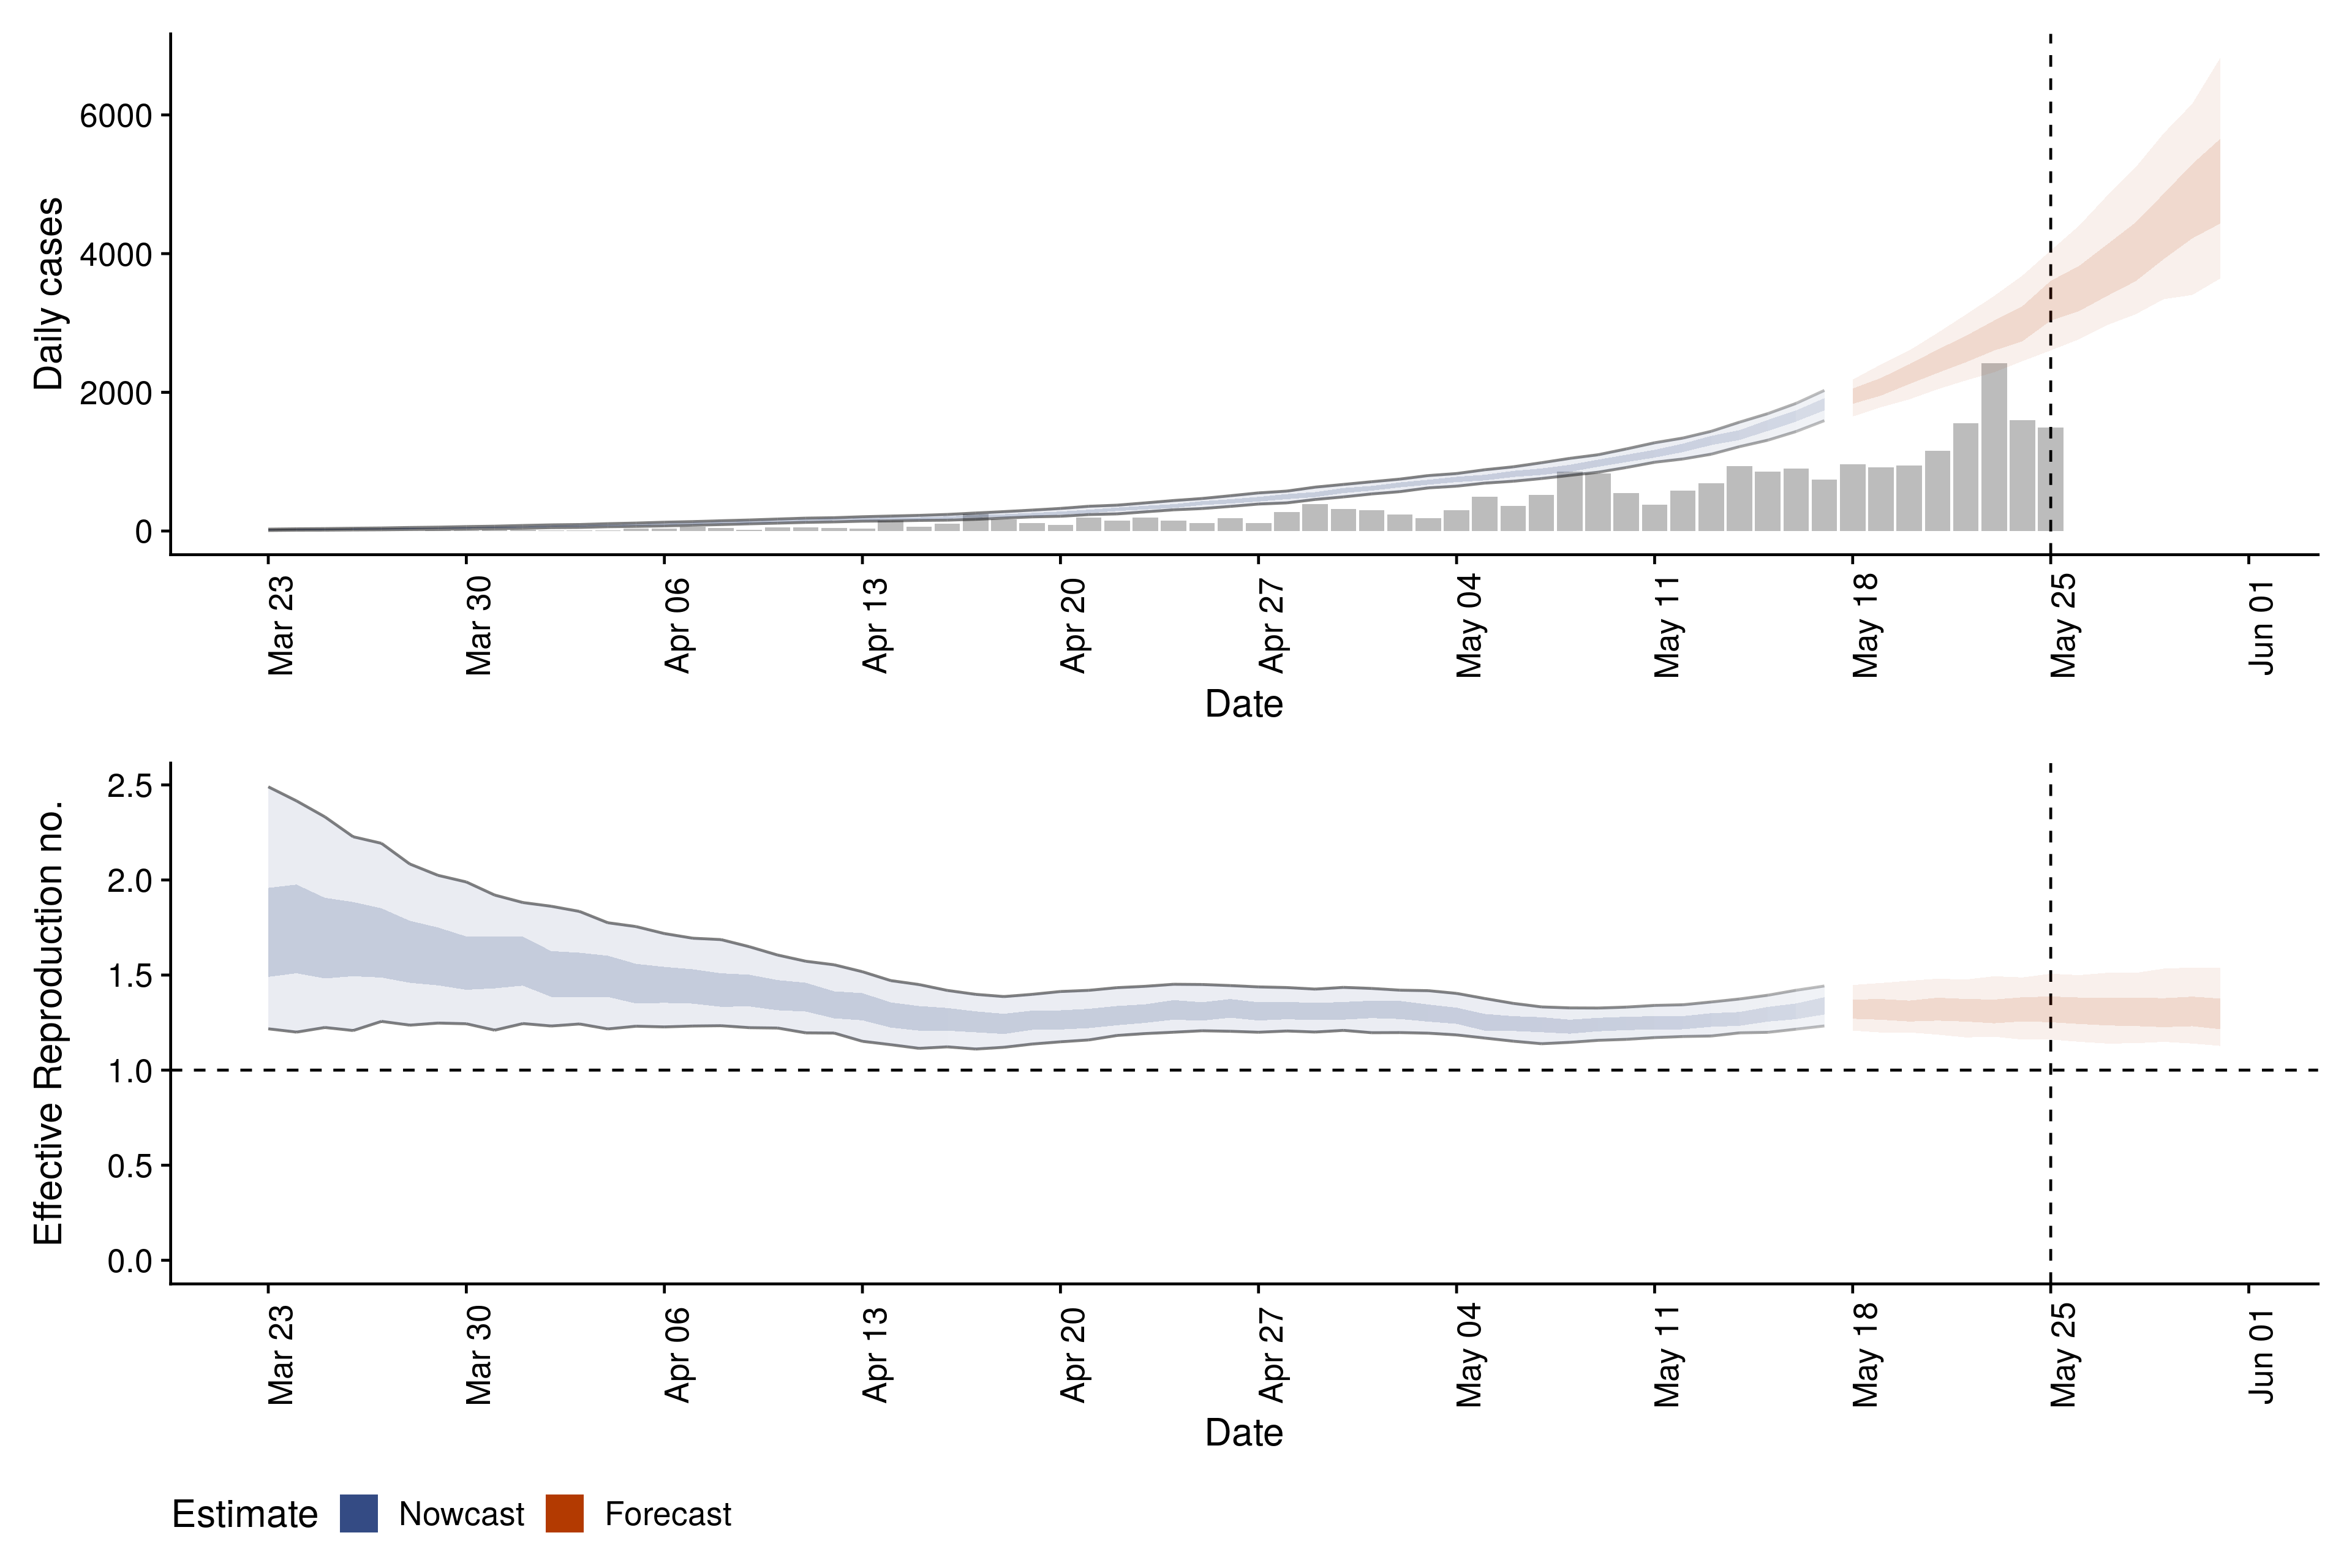 Daily cases
6000
4000
2000
0
Mar 23
Mar 30
Apr 06
Apr 13
Apr 20
Apr 27
May 04
May 11
May 18
May 25
Jun 01
Date
Effective Reproduction no.
2.5
2.0
1.5
1.0
0.5
0.0
Mar 23
Mar 30
Apr 06
Apr 13
Apr 20
Apr 27
May 04
May 11
May 18
May 25
Jun 01
Date
Estimate Nowcast Forecast